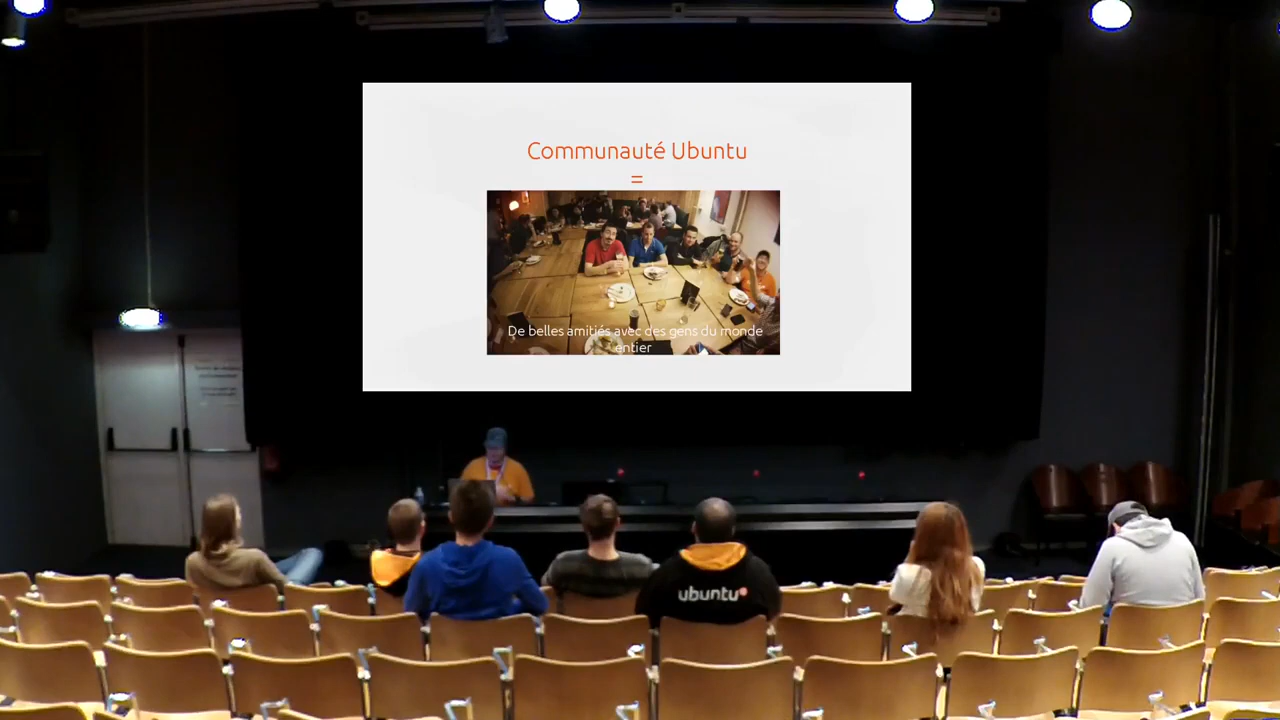 Communauté Ubuntu
=
De belles amitiés avec des gens du monde
entier
ubuntu